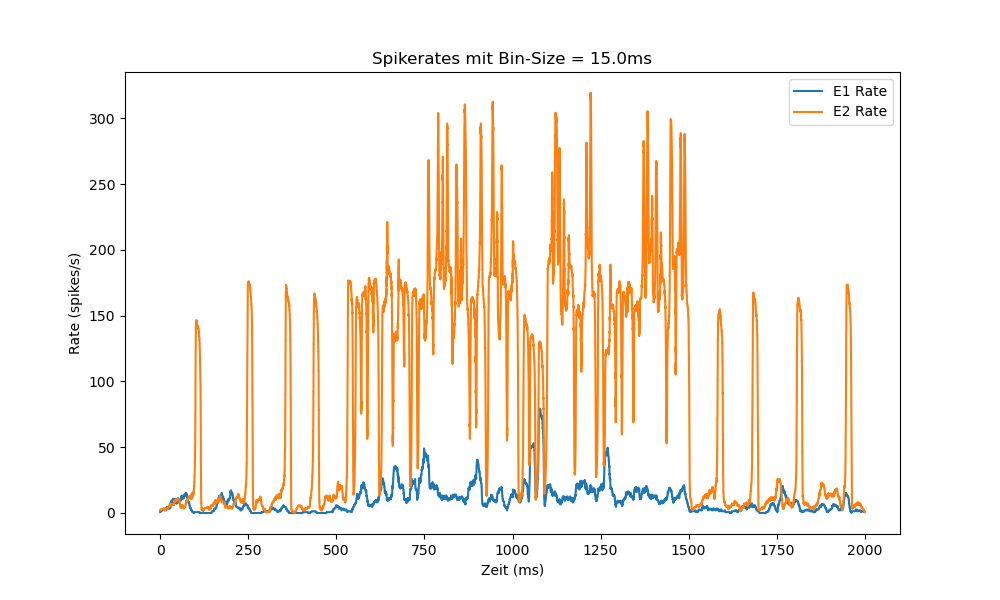 Spikerates mit Bin-Size = 15.0ms
E1 Rate
E2 Rate
Rate (spikes/s)
300
250
200
150
100
50
0
0 250 500 750 1000 1250 1500 1750 2000
Zeit (ms)